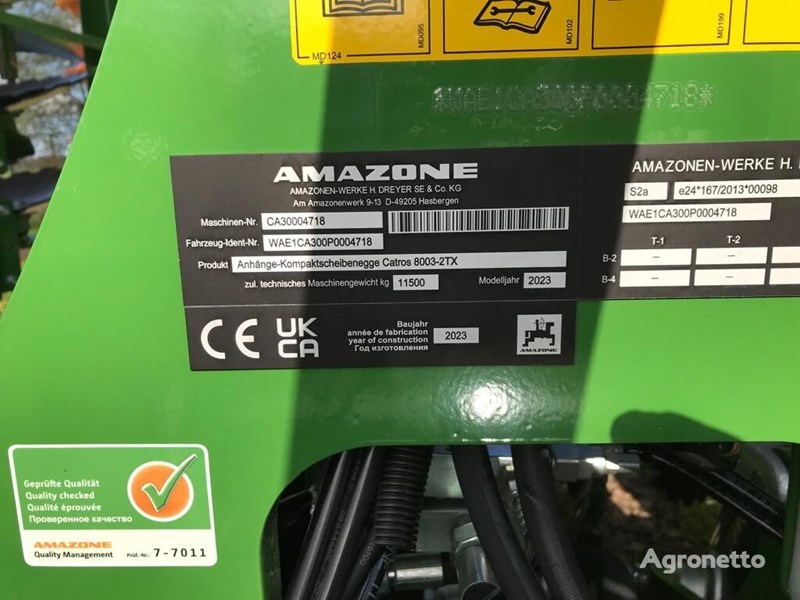 MD124
MD095
MD102
MD199
*WAE1CA300P0004718*
AMAZONE
AMAZONEN-WERKE H. DREYER SE & Co. KG
Am Amazonenwerk 9-13 D-49205 Hasbergen
Maschinen-Nr. CA30004718
Fahrzeug-Ident-Nr. WAE1CA300P0004718
Produkt Anhänge-Kompaktscheibenegge Catros 8003-2TX
zul. technisches Maschinengewicht kg 11500 Modelljahr 2023
CE UK CA
Baujahr
année de fabrication
year of construction
Год изготовления
2023
AMAZONE
AMAZONEN-WERKE H.
S2a e24*167/2013*00098
WAE1CA300P0004718
T-1 T-2
B-2 – –
B-4 – –
Geprüfte Qualität
Quality checked
Qualité éprouvée
Проверенное качество
AMAZONE
Quality Management
Prüf.-Nr.: 7-7011
Agronetto